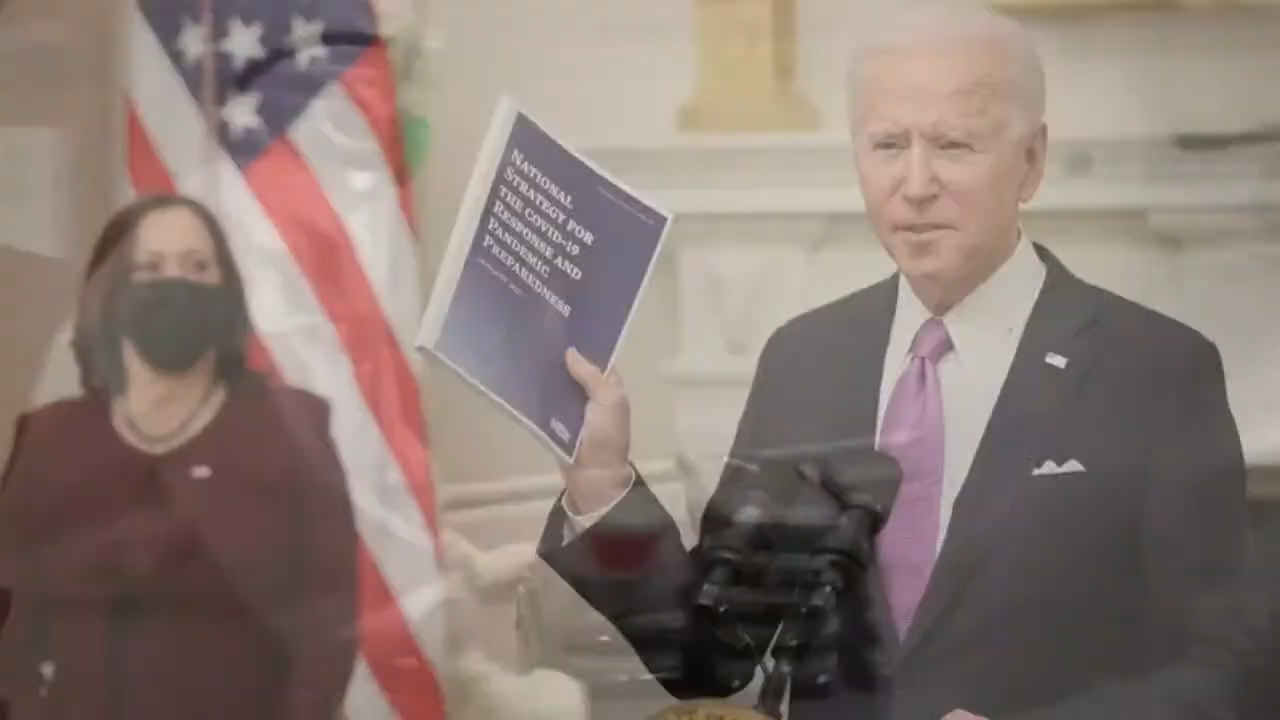 NATIONAL
STRATEGY FOR
THE COVID-19
RESPONSE AND
PANDEMIC
PREPAREDNESS